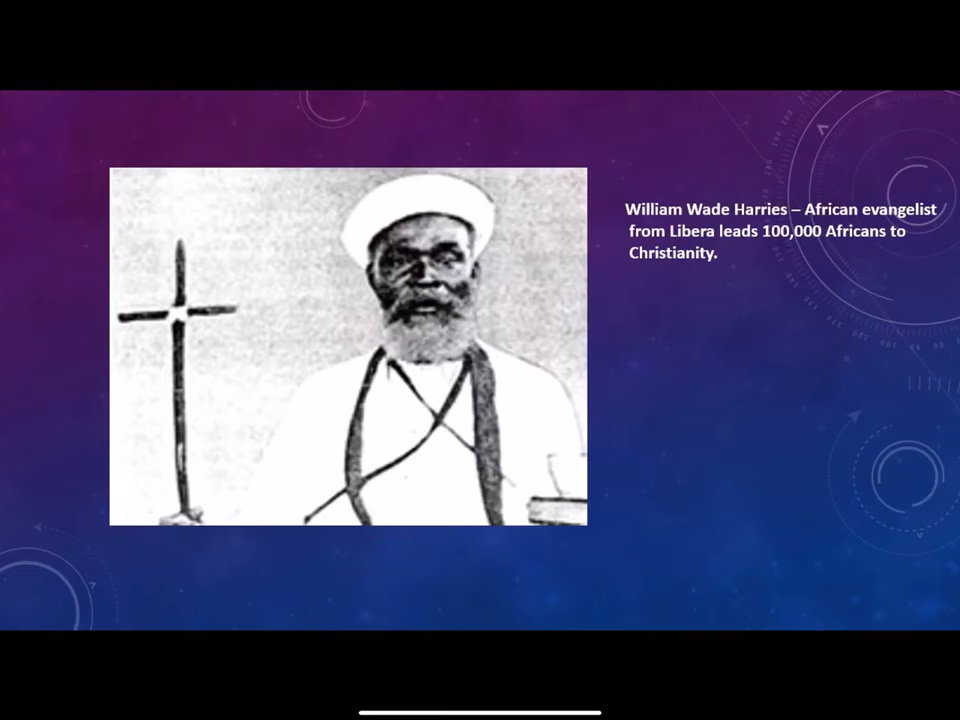 William Wade Harries – African evangelist
from Libera leads 100,000 Africans to
Christianity.